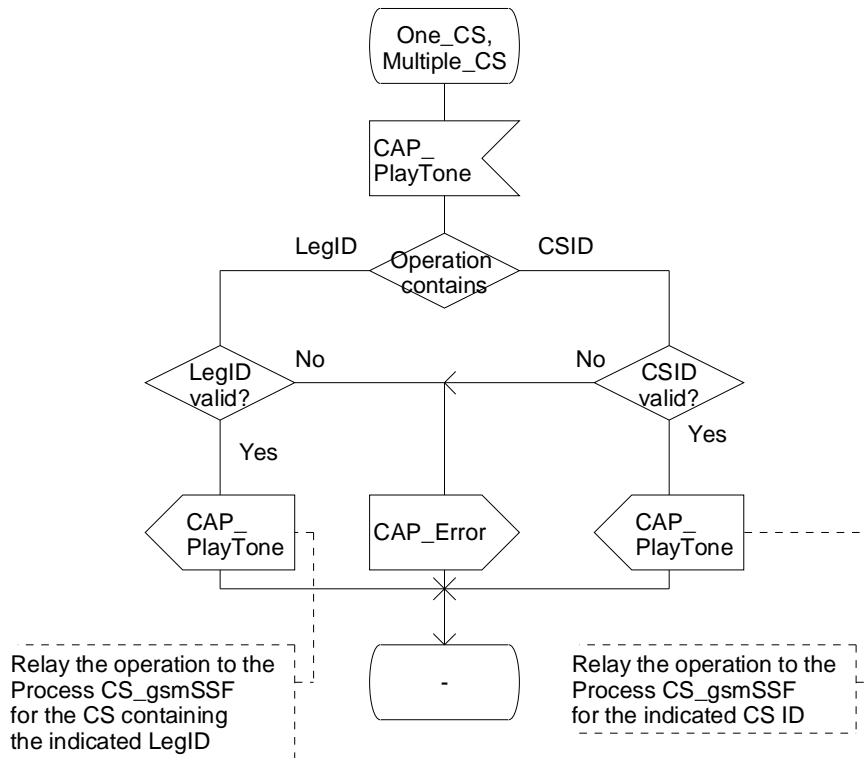 One_CS,
Multiple_CS
CAP_
PlayTone
LegID
CSID
Operation
contains
No
No
LegID
valid?
CSID
valid?
Yes
Yes
CAP_
PlayTone
CAP_Error
CAP_
PlayTone
Relay the operation to the
Process CS_gsmSSF
for the CS containing
the indicated LegID
-
Relay the operation to the
Process CS_gsmSSF
for the indicated CS ID